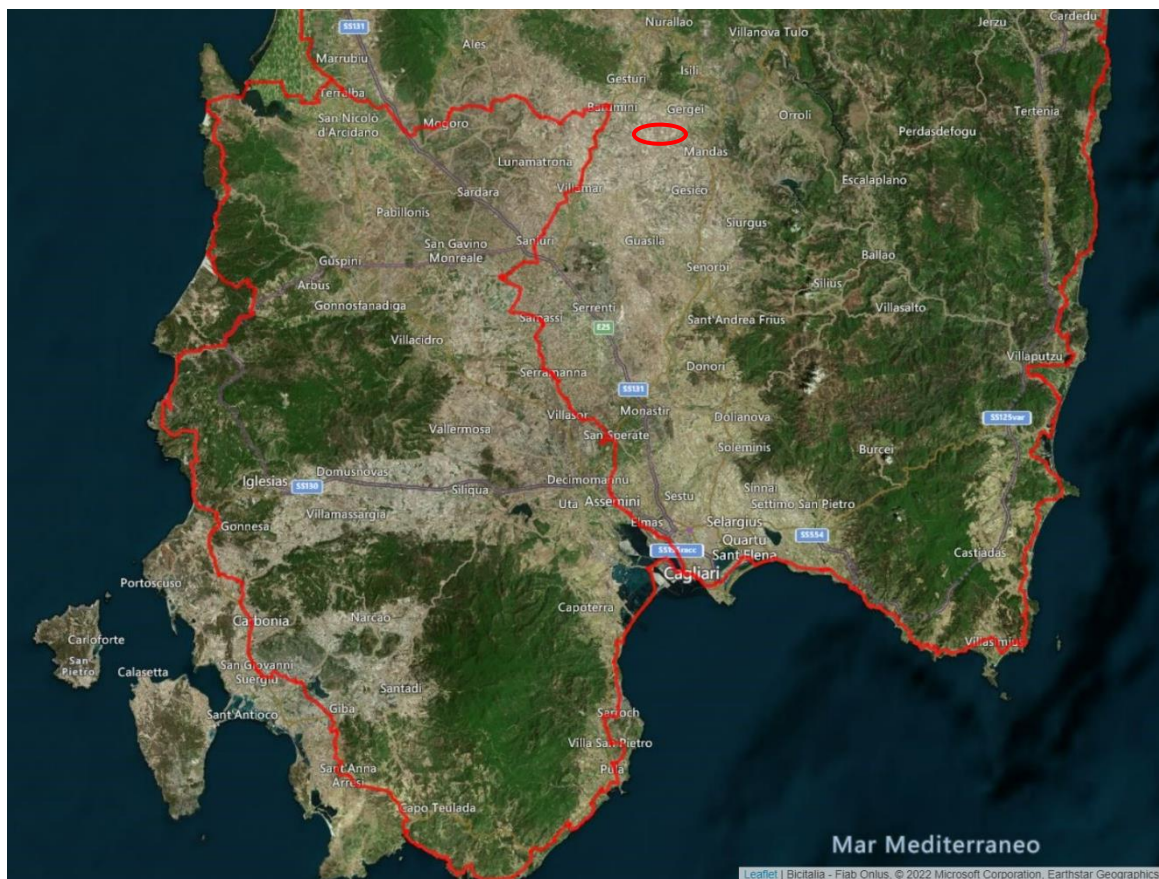 Nurallao
Cardedu
SS131
Villanova Tulo
Jerzu
Ales
Marrubiu
Isili
Gesturi
Terralba
Barumini
Gergei
Tertenia
San Nicolò
d'Arcidano
Mogoro
Orroli
Perdasdefogu
Mandas
Lunamatrona
Escalaplano
Villamar
Gesico
Sardara
Pabillonis
Siurgus
San Gavino
Monreale
Sanluri
Guasila
Ballao
Guspini
Senorbì
Arbus
Silius
Gonnosfanadiga
Serrenti
Villasalto
Samassi
Sant'Andrea Frius
E25
Villacidro
Villaputzu
Donori
Serramanna
SS131
Villasor
Monastir
Dolianova
SS125var
Vallermosa
San Sperate
Soleminis
Burcei
Domusnovas
Iglesias
Decimomannu
SS130
Siliqua
Sinnai
Uta
Assemini
Sestu
Settimo San Pietro
Villamassargia
Gonnesa
Elmas
Selargius
Quartu
Sant'Elena
SS554
Castiadas
Cagliari
Portoscuso
Capoterra
Carbonia
Narcao
Carloforte
Villasimius
San
Pietro
Calasetta
San Giovanni
Suergiu
Santadi
Sant'Antioco
Giba
Sarroch
Villa San Pietro
Sant'Anna
Arresi
Pula
Capo Teulada
Mar Mediterraneo
Leaflet | Bicitalia - Fiab Onlus, © 2022 Microsoft Corporation, Earthstar Geographics